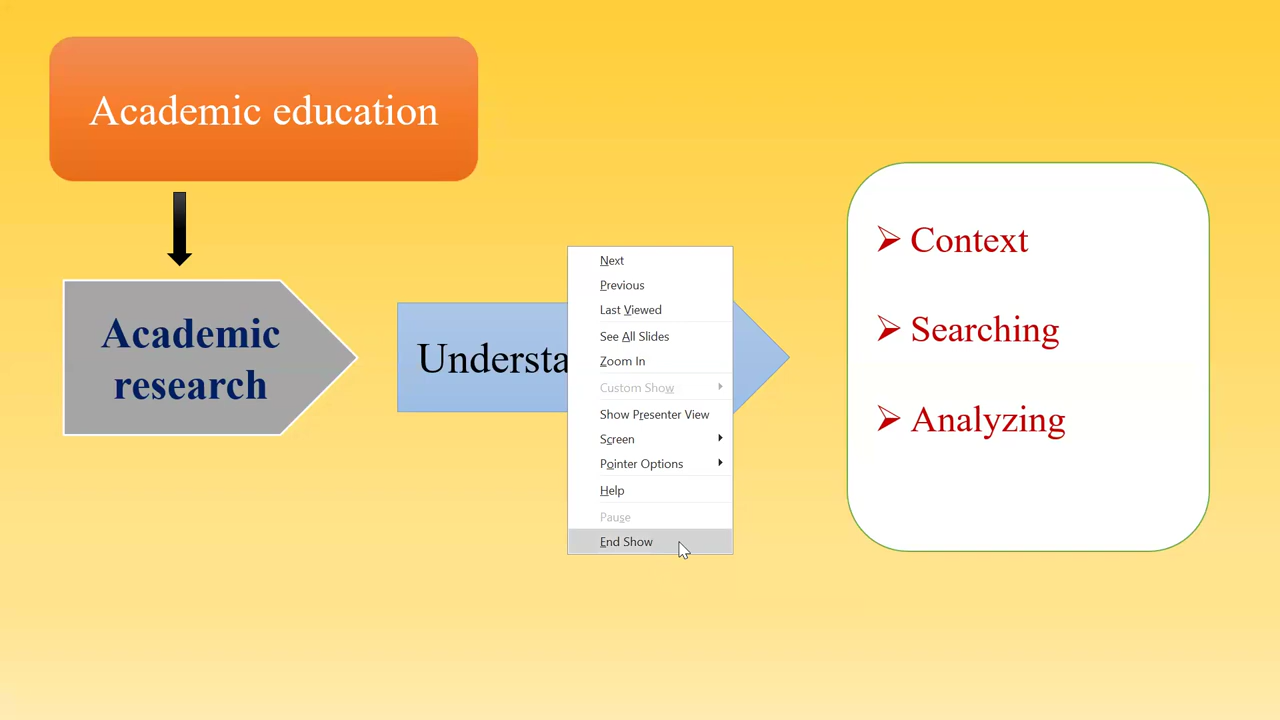 Academic education
Academic
research
Context
Searching
Analyzing
Next
Previous
Last Viewed
See All Slides
Zoom In
Custom Show
Show Presenter View
Screen
Pointer Options
Help
Pause
End Show